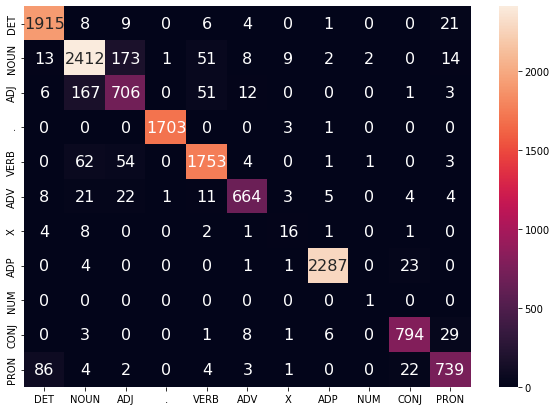 DET 1915 8 9 0 6 4 0 1 0 0 21
NOUN 13 2412 173 1 51 8 9 2 2 0 14
ADJ 6 167 706 0 51 12 0 0 0 1 3
. 0 0 0 1703 0 0 3 1 0 0 0
VERB 0 62 54 0 1753 4 0 1 1 0 3
ADV 8 21 22 1 11 664 3 5 0 4 4
X 4 8 0 0 2 1 16 1 0 1 0
ADP 0 4 0 0 0 1 1 2287 0 23 0
NUM 0 0 0 0 0 0 0 0 1 0 0
CONJ 0 3 0 0 1 8 1 6 0 794 29
PRON 86 4 2 0 4 3 1 0 0 22 739
DET NOUN ADJ . VERB ADV X ADP NUM CONJ PRON
2000
1500
1000
500
0